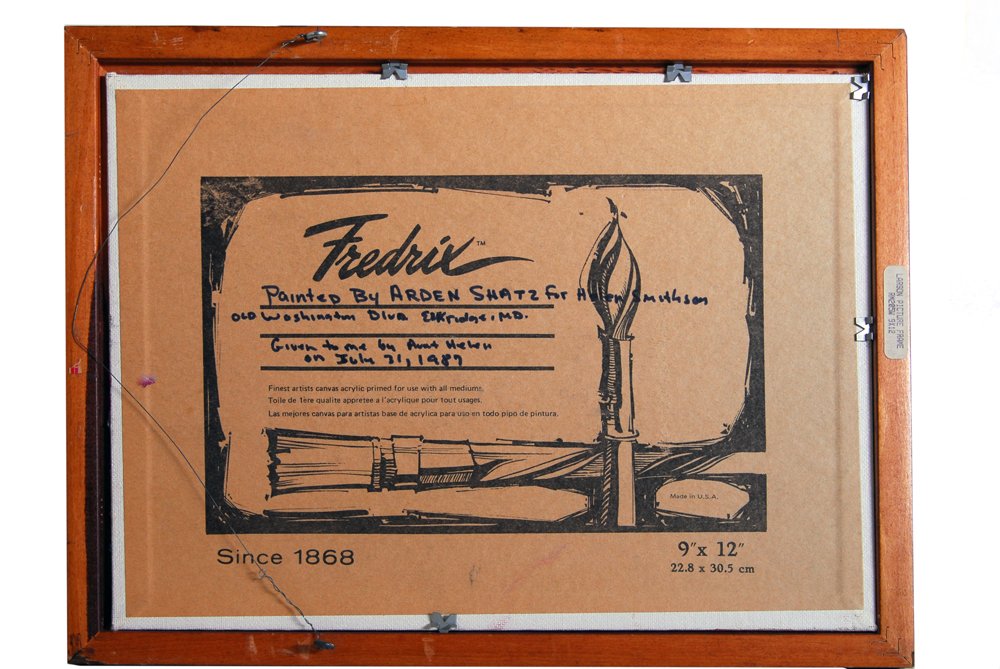 Fredrix™
Painted By ARDEN SHATZ For Helen Smithson
OLD Washington Blvd Elkridge, MD.
Given to me by Aunt Helen
on July 31, 1987
Finest artists canvas acrylic primed for use with all mediums.
Toile de 1ère qualite appretee a l'acrylique pour tout usages.
Las mejores canvas para artistas base de acrylica para uso en todo pipo de pintura.
Made in U.S.A.
Since 1868
9"x 12"
22.8 x 30.5 cm
LARSON PICTURE FRAME
9X12